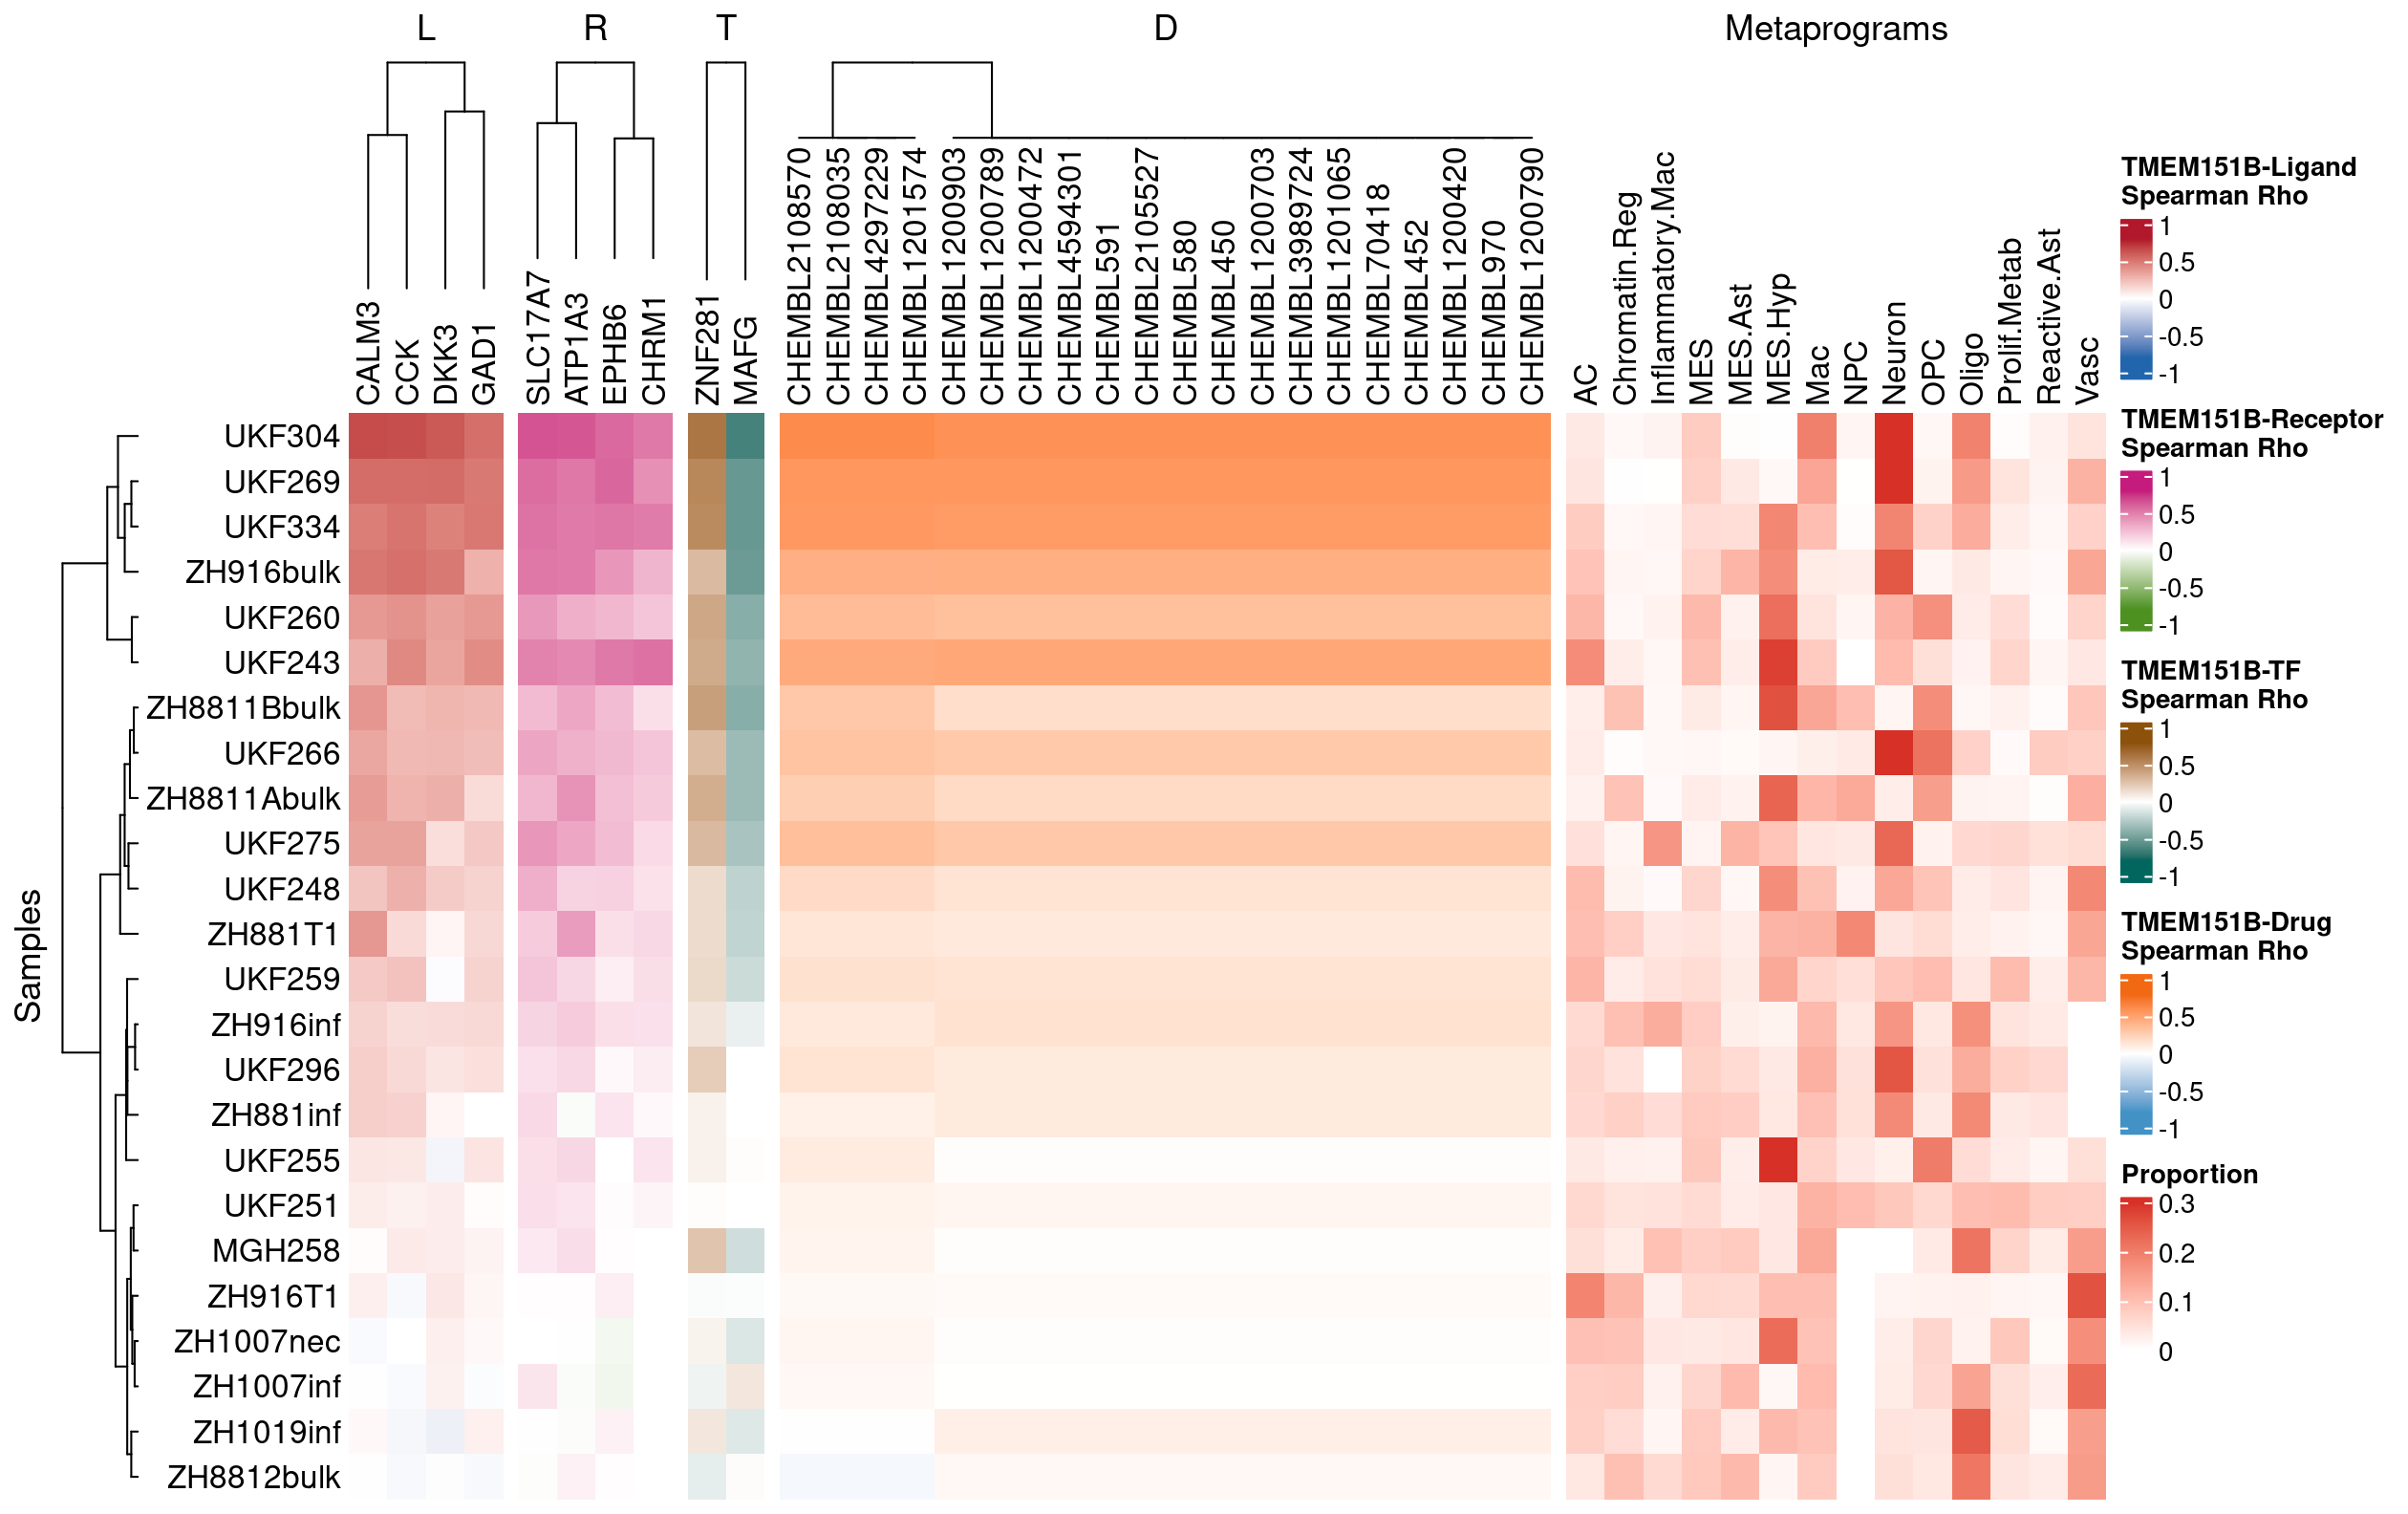 L
R
T
D
Metaprograms
CALM3
CCK
DKK3
GAD1
SLC17A7
ATP1A3
EPHB6
CHRM1
ZNF281
MAFG
CHEMBL2108570
CHEMBL2108035
CHEMBL4297229
CHEMBL1201574
CHEMBL1200903
CHEMBL1200789
CHEMBL1200472
CHEMBL4594301
CHEMBL591
CHEMBL2105527
CHEMBL580
CHEMBL450
CHEMBL1200703
CHEMBL3989724
CHEMBL1201065
CHEMBL70418
CHEMBL452
CHEMBL1200420
CHEMBL970
CHEMBL1200790
AC
Chromatin.Reg
Inflammatory.Mac
MES
MES.Ast
MES.Hyp
Mac
NPC
Neuron
OPC
Oligo
Prolif.Metab
Reactive.Ast
Vasc
Samples
UKF304
UKF269
UKF334
ZH916bulk
UKF260
UKF243
ZH8811Bbulk
UKF266
ZH8811Abulk
UKF275
UKF248
ZH881T1
UKF259
ZH916inf
UKF296
ZH881inf
UKF255
UKF251
MGH258
ZH916T1
ZH1007nec
ZH1007inf
ZH1019inf
ZH8812bulk
TMEM151B-Ligand
Spearman Rho
1
0.5
0
-0.5
-1
TMEM151B-Receptor
Spearman Rho
1
0.5
0
-0.5
-1
TMEM151B-TF
Spearman Rho
1
0.5
0
-0.5
-1
TMEM151B-Drug
Spearman Rho
1
0.5
0
-0.5
-1
Proportion
0.3
0.2
0.1
0